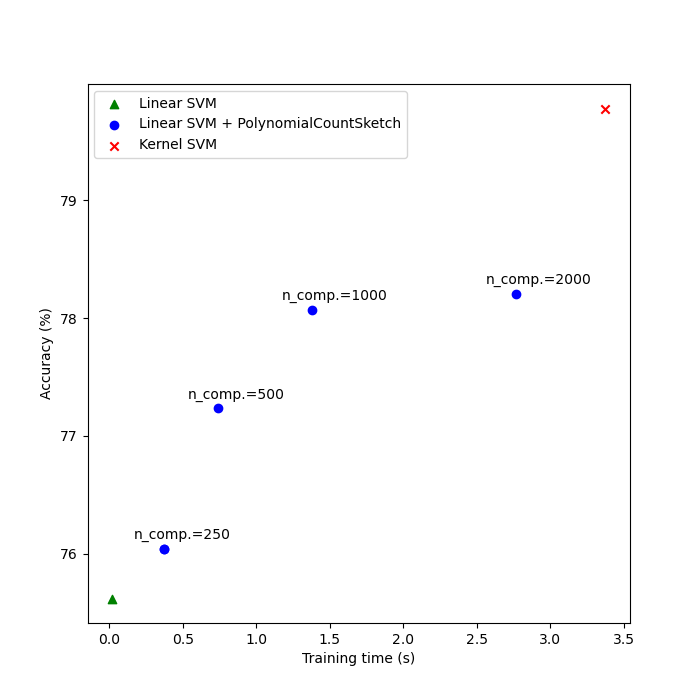 Linear SVM
Linear SVM + PolynomialCountSketch
Kernel SVM
79
78
77
76
Accuracy (%)
n_comp.=2000
n_comp.=1000
n_comp.=500
n_comp.=250
0.0 0.5 1.0 1.5 2.0 2.5 3.0 3.5
Training time (s)